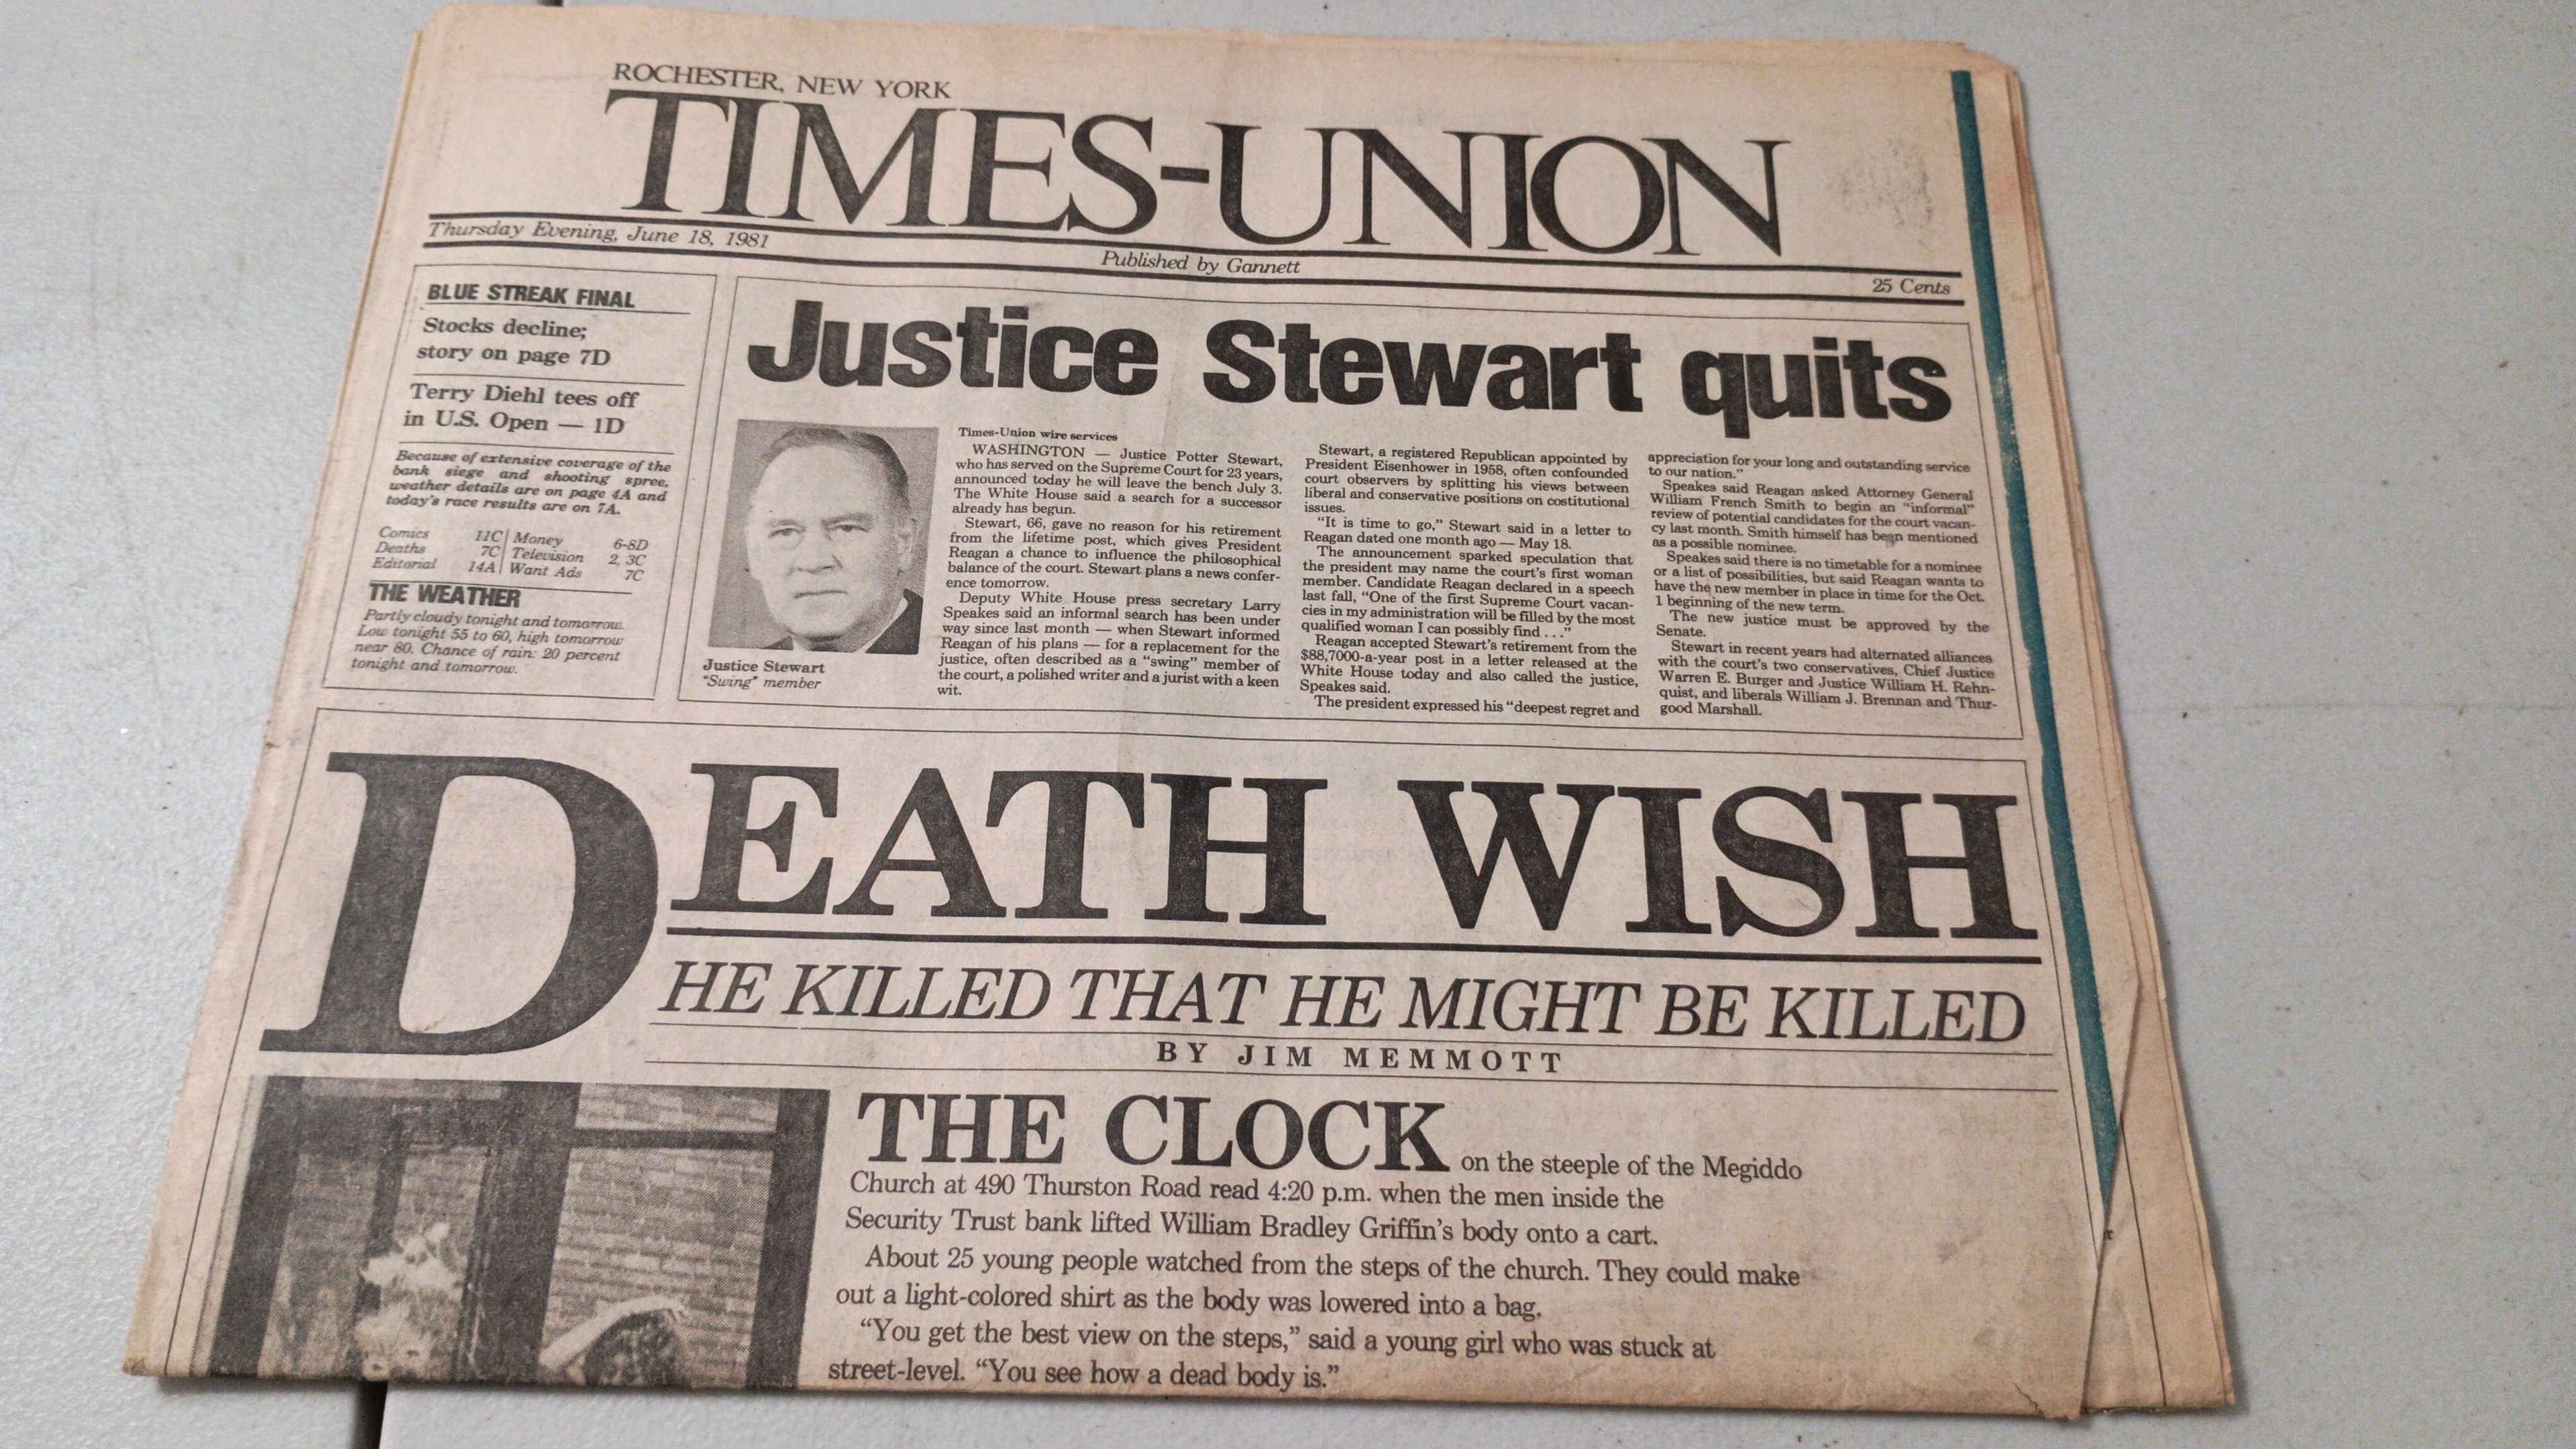 ROCHESTER, NEW YORK
TIMES-UNION
Thursday Evening, June 18, 1981
Published by Gannett
25 Cents
BLUE STREAK FINAL
Stocks decline;
story on page 7D
Terry Diehl tees off
in U.S. Open — 1D
Because of extensive coverage of the
bank siege and shooting spree,
weather details are on page 4A and
today's race results are on 7A.
Comics 11C | Money 6-8D
Deaths 7C | Television 2, 3C
Editorial 14A | Want Ads 7C
THE WEATHER
Partly cloudy tonight and tomorrow.
Low tonight 55 to 60, high tomorrow
near 80. Chance of rain: 20 percent
tonight and tomorrow.
Justice Stewart quits
Justice Stewart
"Swing" member
Times-Union wire services
WASHINGTON — Justice Potter Stewart,
who has served on the Supreme Court for 23 years,
announced today he will leave the bench July 3.
The White House said a search for a successor
already has begun.
Stewart, 66, gave no reason for his retirement
from the lifetime post, which gives President
Reagan a chance to influence the philosophical
balance of the court. Stewart plans a news confer-
ence tomorrow.
Deputy White House press secretary Larry
Speakes said an informal search has been under
way since last month — when Stewart informed
Reagan of his plans — for a replacement for the
justice, often described as a "swing" member of
the court, a polished writer and a jurist with a keen
wit.
Stewart, a registered Republican appointed by
President Eisenhower in 1958, often confounded
court observers by splitting his views between
liberal and conservative positions on costitutional
issues.
"It is time to go," Stewart said in a letter to
Reagan dated one month ago — May 18.
The announcement sparked speculation that
the president may name the court's first woman
member. Candidate Reagan declared in a speech
last fall, "One of the first Supreme Court vacan-
cies in my administration will be filled by the most
qualified woman I can possibly find . . ."
Reagan accepted Stewart's retirement from the
$88,7000-a-year post in a letter released at the
White House today and also called the justice,
Speakes said.
The president expressed his "deepest regret and
appreciation for your long and outstanding service
to our nation."
Speakes said Reagan asked Attorney General
William French Smith to begin an "informal"
review of potential candidates for the court vacan-
cy last month. Smith himself has been mentioned
as a possible nominee.
Speakes said there is no timetable for a nominee
or a list of possibilities, but said Reagan wants to
have the new member in place in time for the Oct.
1 beginning of the new term.
The new justice must be approved by the
Senate.
Stewart in recent years had alternated alliances
with the court's two conservatives, Chief Justice
Warren E. Burger and Justice William H. Rehn-
quist, and liberals William J. Brennan and Thur-
good Marshall.
DEATH WISH
HE KILLED THAT HE MIGHT BE KILLED
BY JIM MEMMOTT
THE CLOCK on the steeple of the Megiddo
Church at 490 Thurston Road read 4:20 p.m. when the men inside the
Security Trust bank lifted William Bradley Griffin's body onto a cart.
About 25 young people watched from the steps of the church. They could make
out a light-colored shirt as the body was lowered into a bag.
"You get the best view on the steps," said a young girl who was stuck at
street-level. "You see how a dead body is."